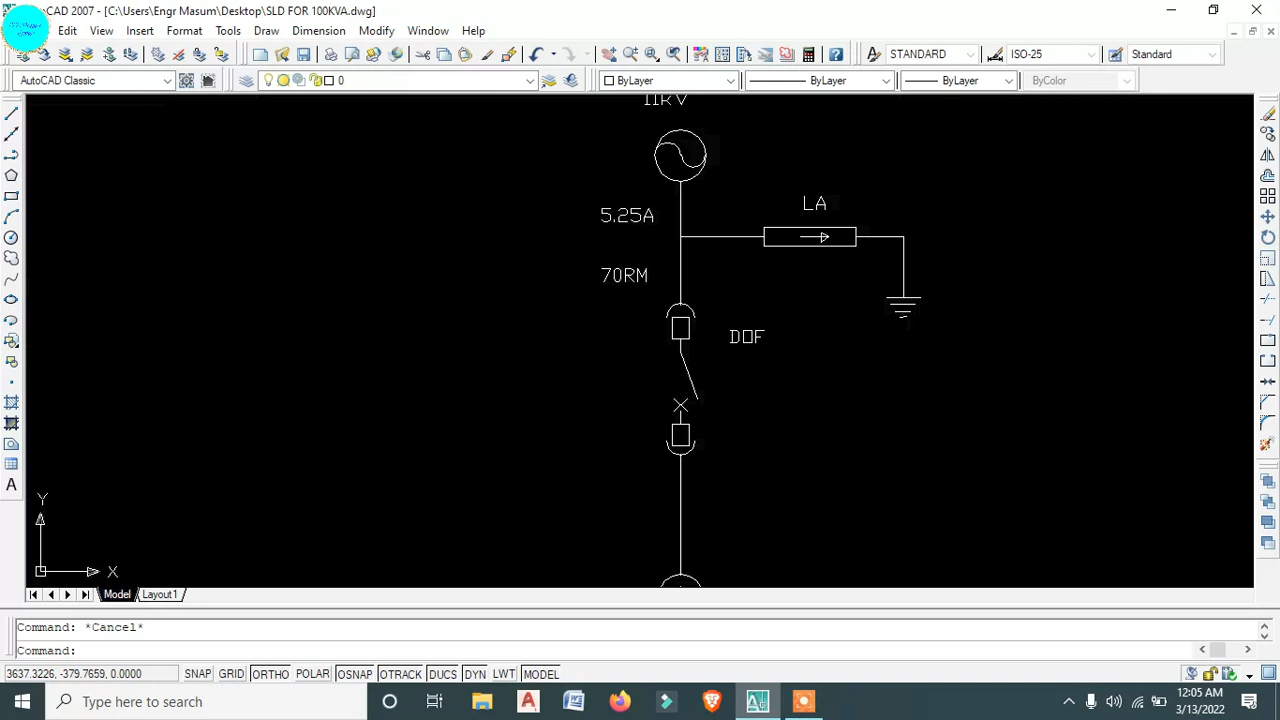 AutoCAD 2007 - [C:\Users\Engr Masum\Desktop\SLD FOR 100KVA.dwg]
Edit View Insert Format Tools Draw Dimension Modify Window Help
STANDARD ISO-25 Standard
AutoCAD Classic 0 ByLayer ByLayer ByLayer ByColor
11KV
LA
5.25A
70RM
DOF
Y
X
Model Layout1
Command: *Cancel*
Command:
3637.3226, -379.7659, 0.0000 SNAP GRID ORTHO POLAR OSNAP OTRACK DUCS DYN LWT MODEL
Type here to search
12:05 AM
3/13/2022